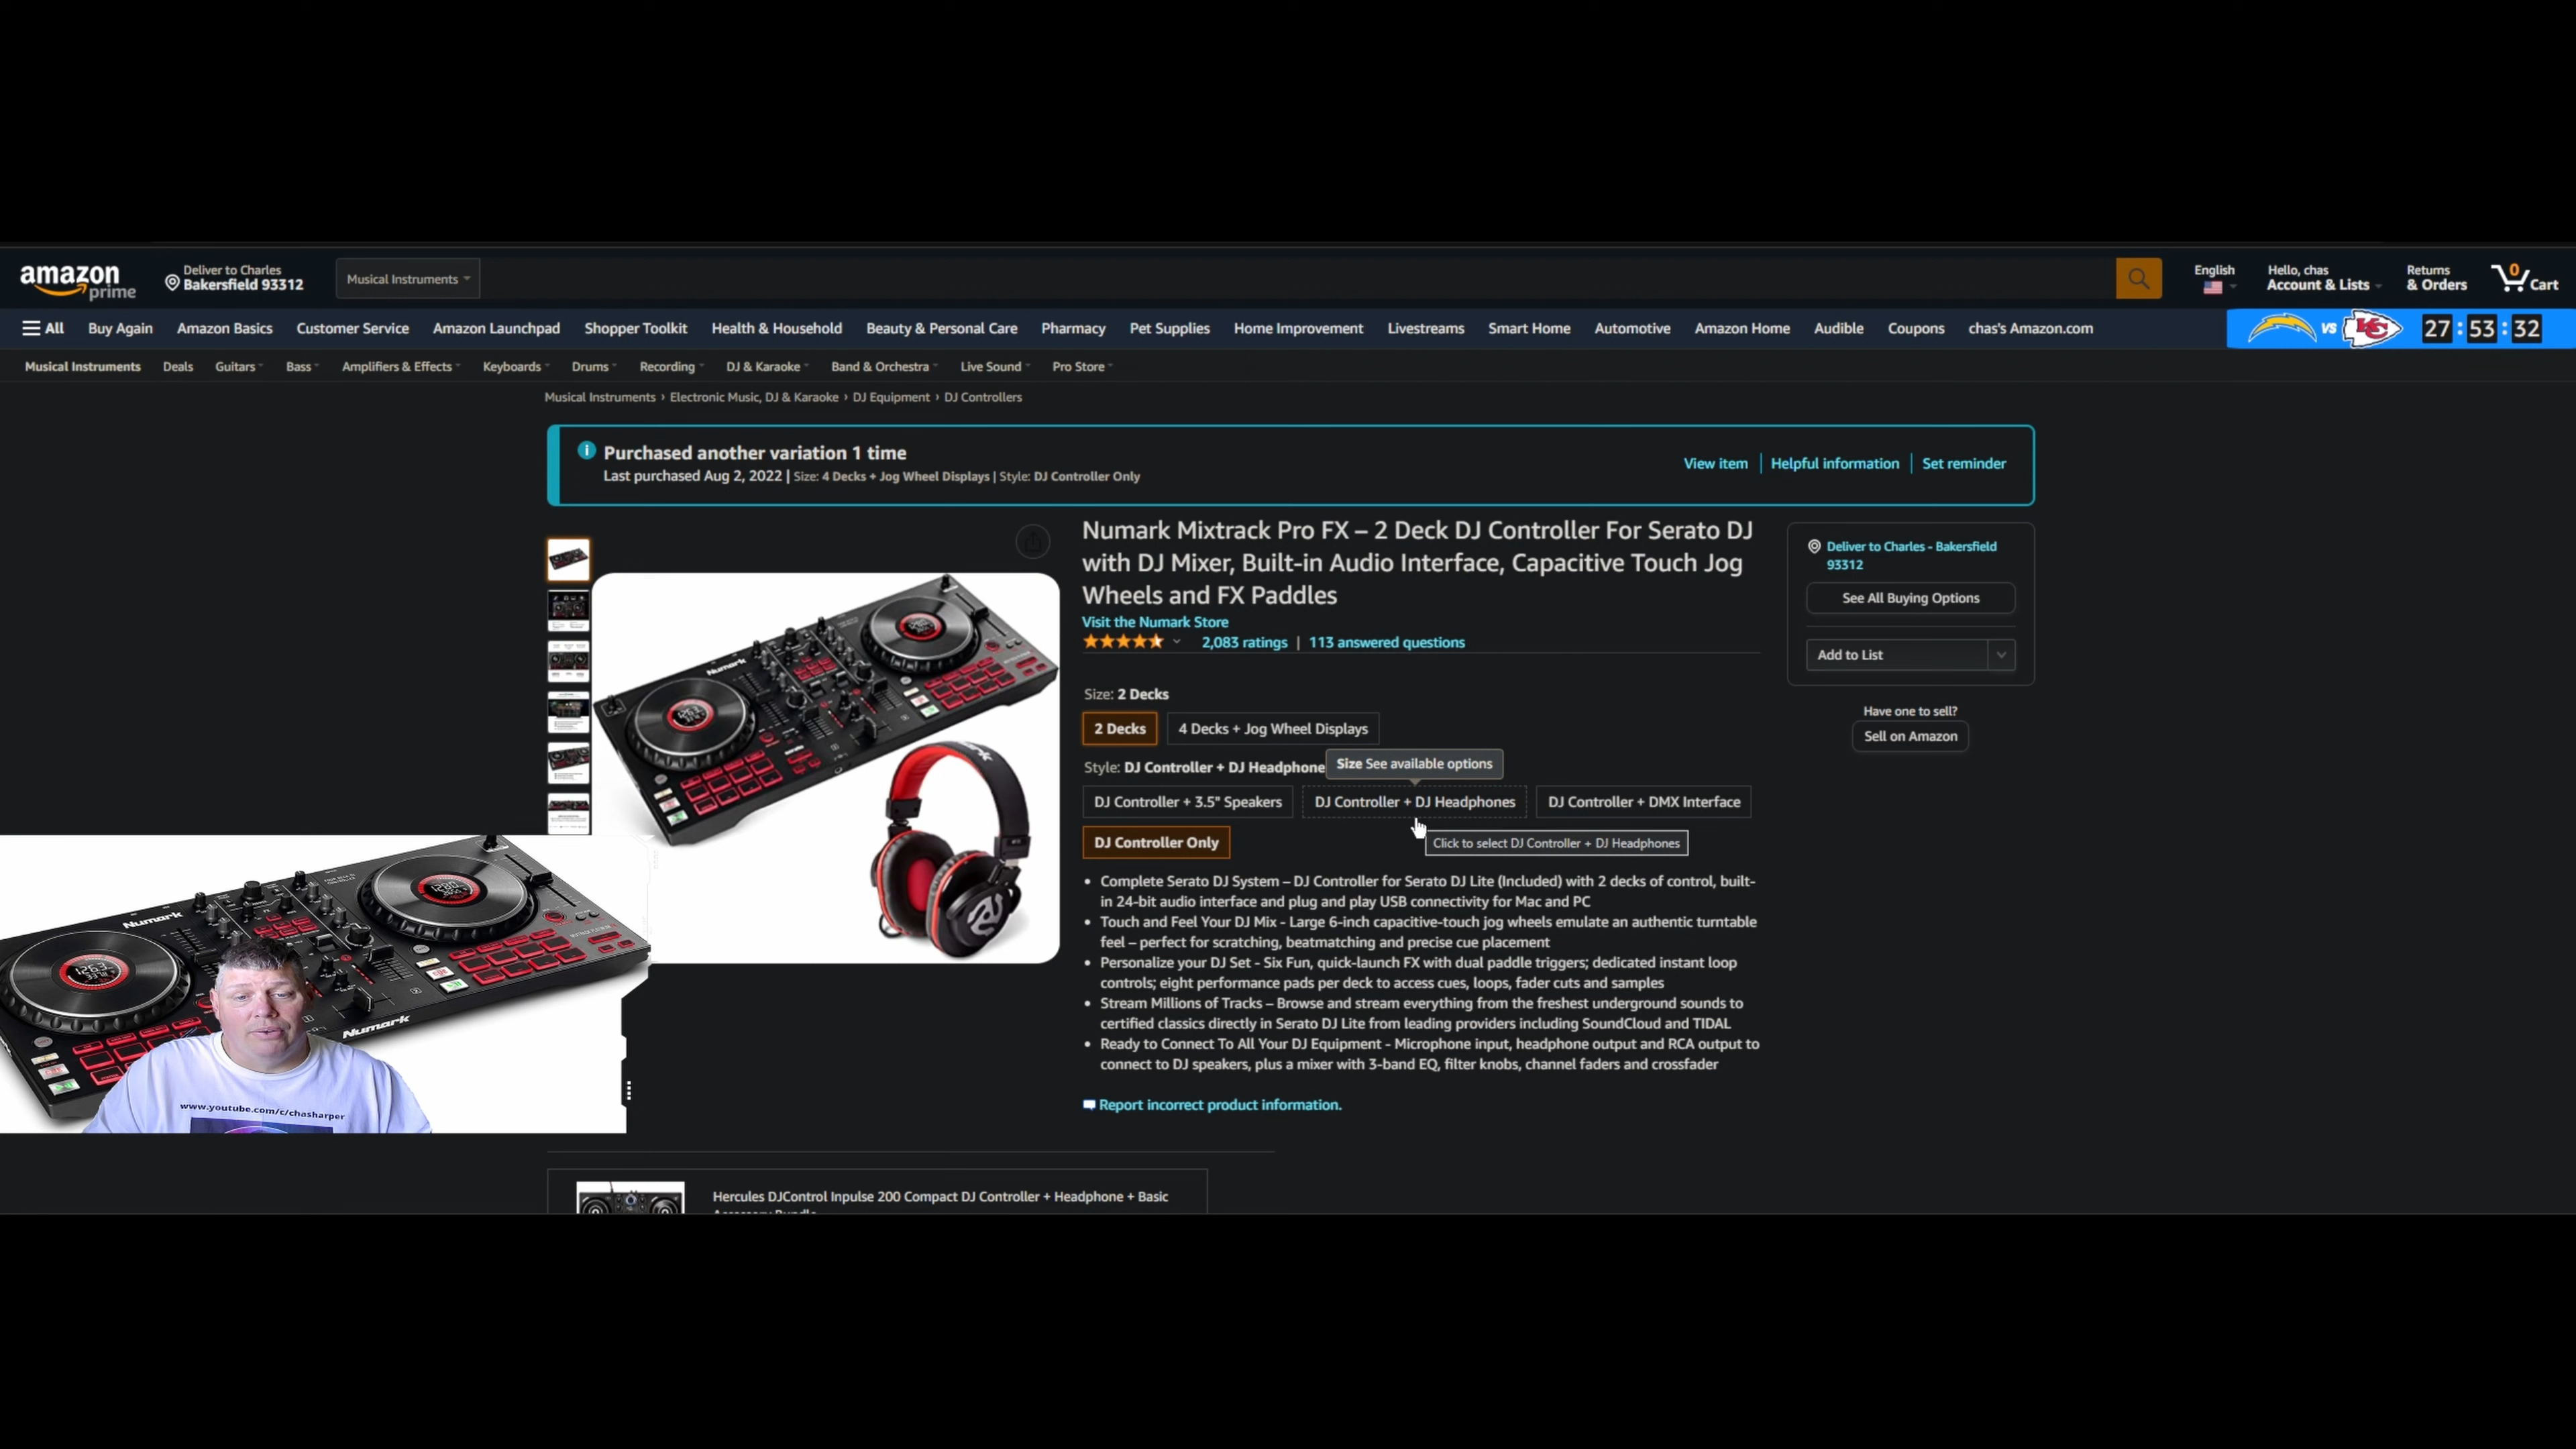 amazon
prime
Deliver to Charles
Bakersfield 93312
Musical Instruments
English
Hello, chas
Account & Lists
Returns
& Orders
0
Cart
All Buy Again Amazon Basics Customer Service Amazon Launchpad Shopper Toolkit Health & Household Beauty & Personal Care Pharmacy Pet Supplies Home Improvement Livestreams Smart Home Automotive Amazon Home Audible Coupons chas's Amazon.com
VS KC 27:53:32
Musical Instruments Deals Guitars Bass Amplifiers & Effects Keyboards Drums Recording DJ & Karaoke Band & Orchestra Live Sound Pro Store
Musical Instruments › Electronic Music, DJ & Karaoke › DJ Equipment › DJ Controllers
Purchased another variation 1 time
Last purchased Aug 2, 2022 | Size: 4 Decks + Jog Wheel Displays | Style: DJ Controller Only
View item | Helpful information | Set reminder
Numark Mixtrack Pro FX – 2 Deck DJ Controller For Serato DJ
with DJ Mixer, Built-in Audio Interface, Capacitive Touch Jog
Wheels and FX Paddles
Visit the Numark Store
2,083 ratings | 113 answered questions
Size: 2 Decks
2 Decks
4 Decks + Jog Wheel Displays
Style: DJ Controller + DJ Headphone
Size See available options
DJ Controller + 3.5" Speakers
DJ Controller + DJ Headphones
DJ Controller + DMX Interface
DJ Controller Only
Click to select DJ Controller + DJ Headphones
• Complete Serato DJ System – DJ Controller for Serato DJ Lite (Included) with 2 decks of control, built-
in 24-bit audio interface and plug and play USB connectivity for Mac and PC
• Touch and Feel Your DJ Mix - Large 6-inch capacitive-touch jog wheels emulate an authentic turntable
feel – perfect for scratching, beatmatching and precise cue placement
• Personalize your DJ Set - Six Fun, quick-launch FX with dual paddle triggers; dedicated instant loop
controls; eight performance pads per deck to access cues, loops, fader cuts and samples
• Stream Millions of Tracks – Browse and stream everything from the freshest underground sounds to
certified classics directly in Serato DJ Lite from leading providers including SoundCloud and TIDAL
• Ready to Connect To All Your DJ Equipment - Microphone input, headphone output and RCA output to
connect to DJ speakers, plus a mixer with 3-band EQ, filter knobs, channel faders and crossfader
Report incorrect product information.
Deliver to Charles - Bakersfield
93312
See All Buying Options
Add to List
Have one to sell?
Sell on Amazon
Numark
Numark
Numark
www.youtube.com/c/chasharper
Hercules DJControl Inpulse 200 Compact DJ Controller + Headphone + Basic